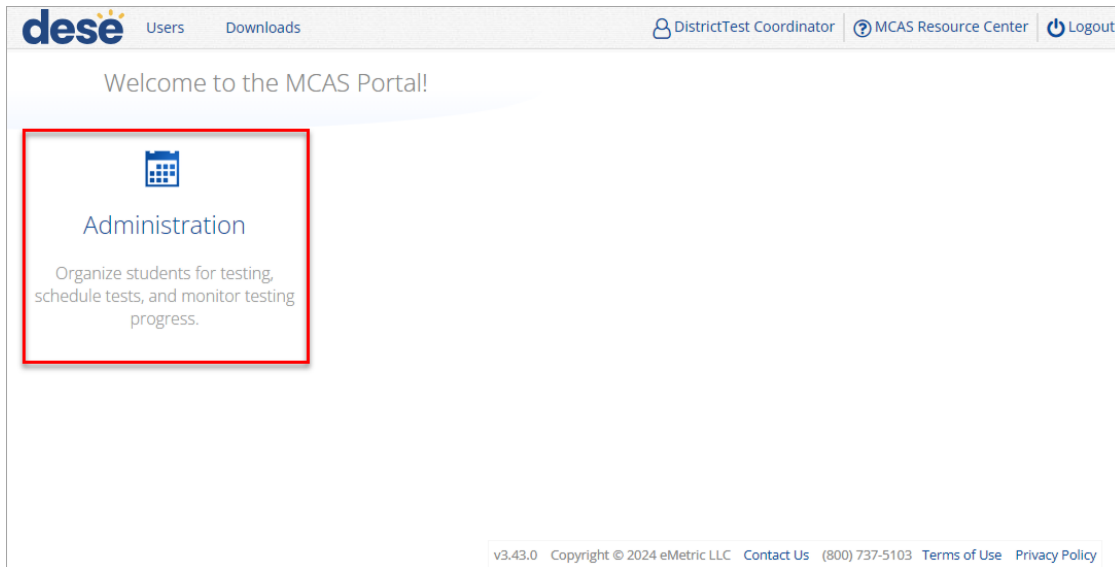 dese Users Downloads DistrictTest Coordinator MCAS Resource Center Logout
Welcome to the MCAS Portal!
Administration
Organize students for testing,
schedule tests, and monitor testing
progress.
v3.43.0 Copyright © 2024 eMetric LLC Contact Us (800) 737-5103 Terms of Use Privacy Policy